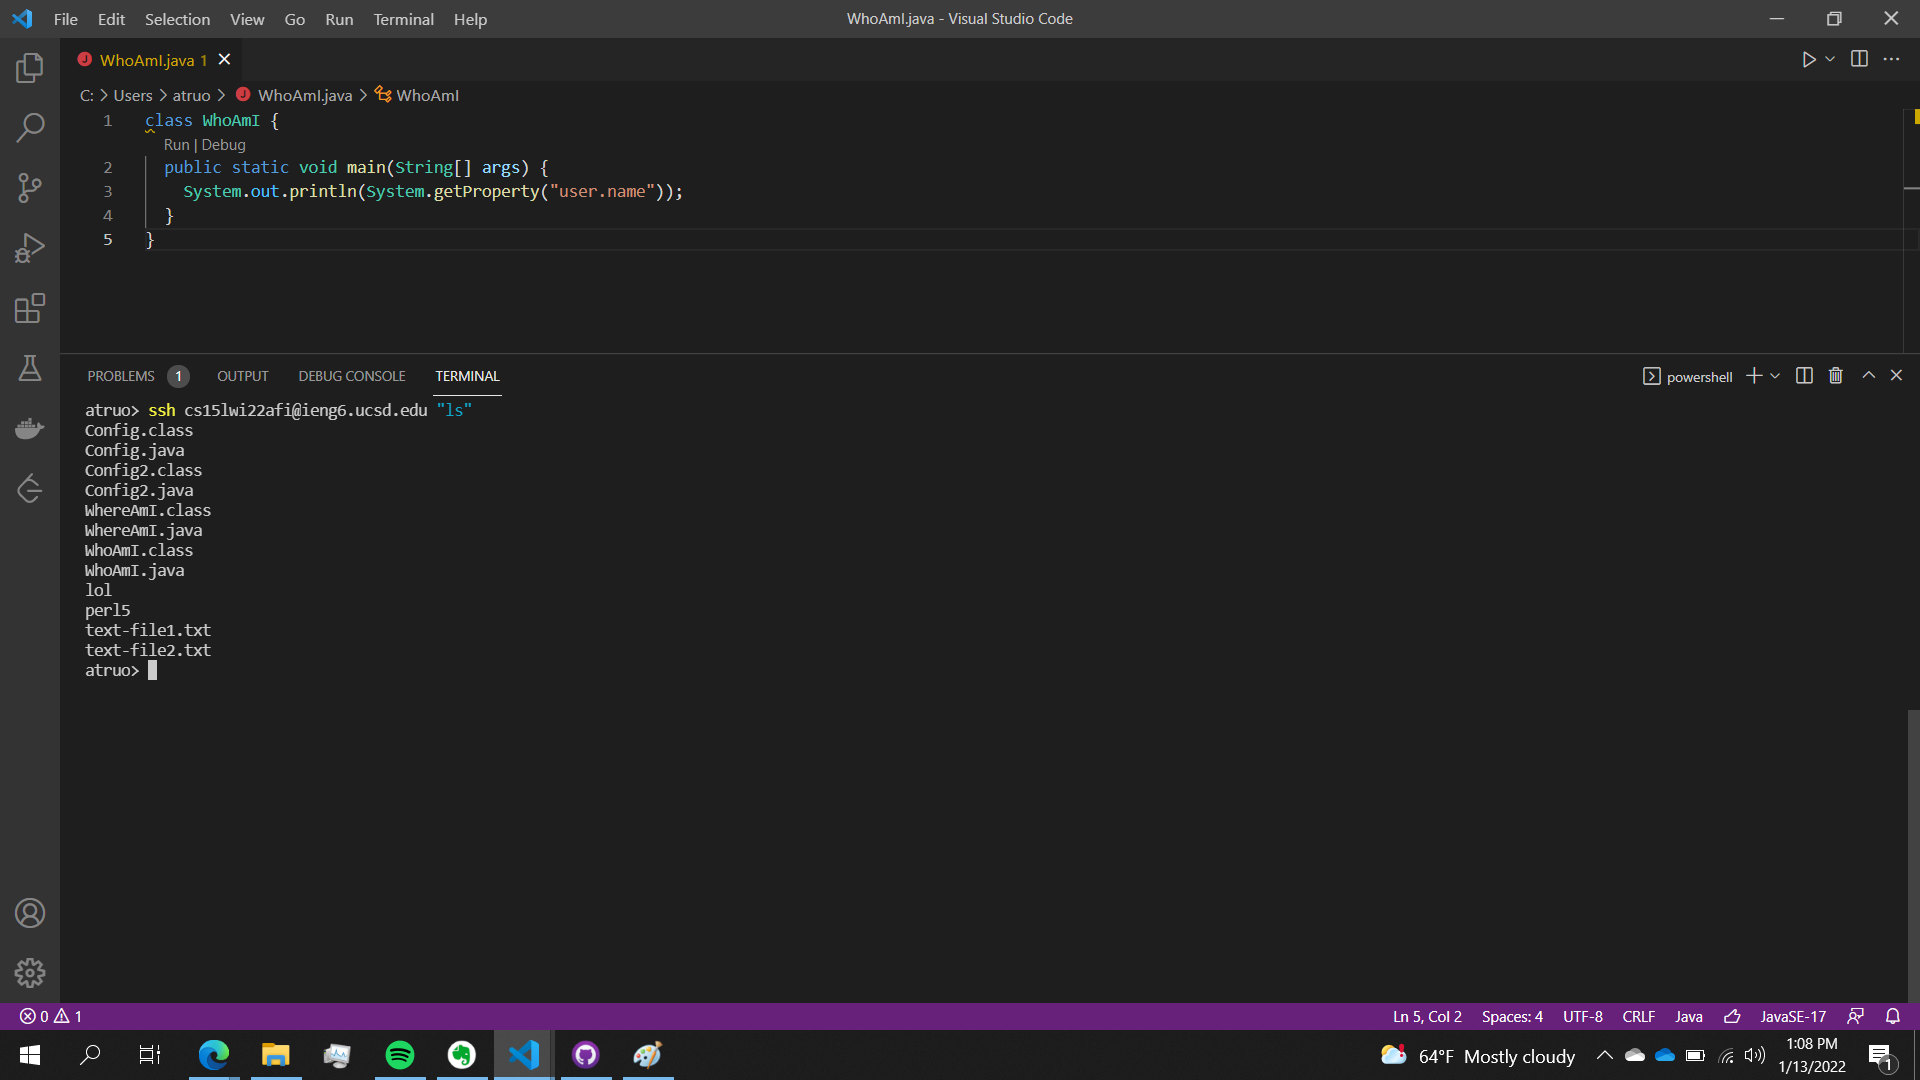 File Edit Selection View Go Run Terminal Help
WhoAmI.java - Visual Studio Code
WhoAmI.java 1
C: > Users > atruo > WhoAmI.java > WhoAmI
1 class WhoAmI {
Run | Debug
2 public static void main(String[] args) {
3 System.out.println(System.getProperty("user.name"));
4 }
5 }
PROBLEMS 1 OUTPUT DEBUG CONSOLE TERMINAL
powershell
atruo> ssh cs15lwi22afi@ieng6.ucsd.edu "ls"
Config.class
Config.java
Config2.class
Config2.java
WhereAmI.class
WhereAmI.java
WhoAmI.class
WhoAmI.java
lol
perl5
text-file1.txt
text-file2.txt
atruo>
0 1
Ln 5, Col 2 Spaces: 4 UTF-8 CRLF Java JavaSE-17
64°F Mostly cloudy
1:08 PM
1/13/2022
1